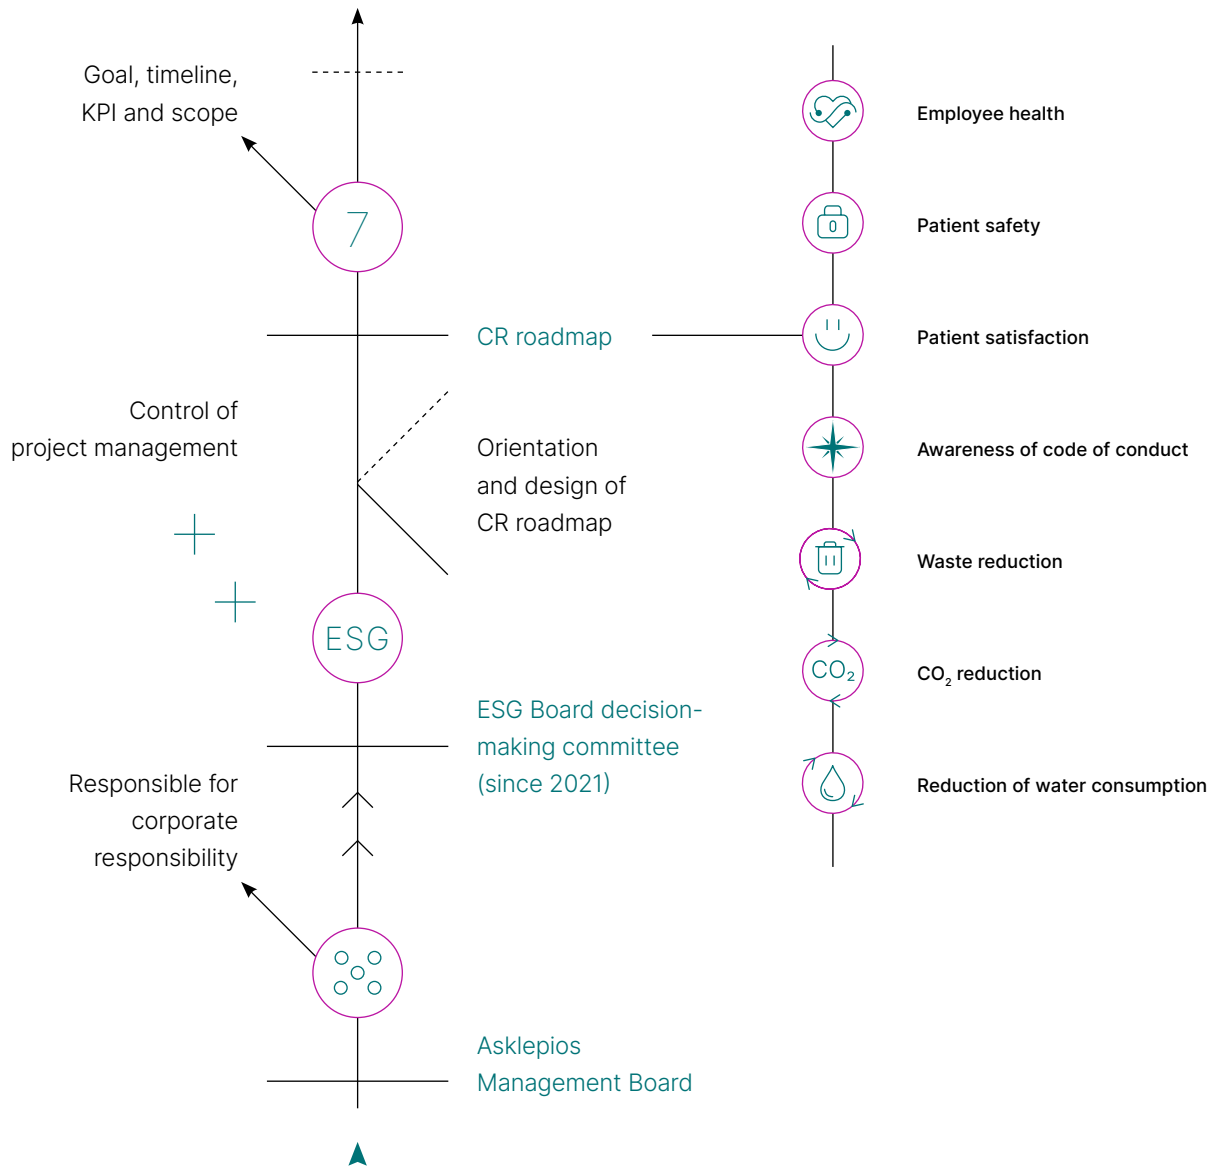 Goal, timeline,
KPI and scope
7
CR roadmap
Control of
project management
Orientation
and design of
CR roadmap
ESG
ESG Board decision-
making committee
(since 2021)
Responsible for
corporate
responsibility
Asklepios
Management Board
Employee health
Patient safety
Patient satisfaction
Awareness of code of conduct
Waste reduction
CO₂
CO₂ reduction
Reduction of water consumption